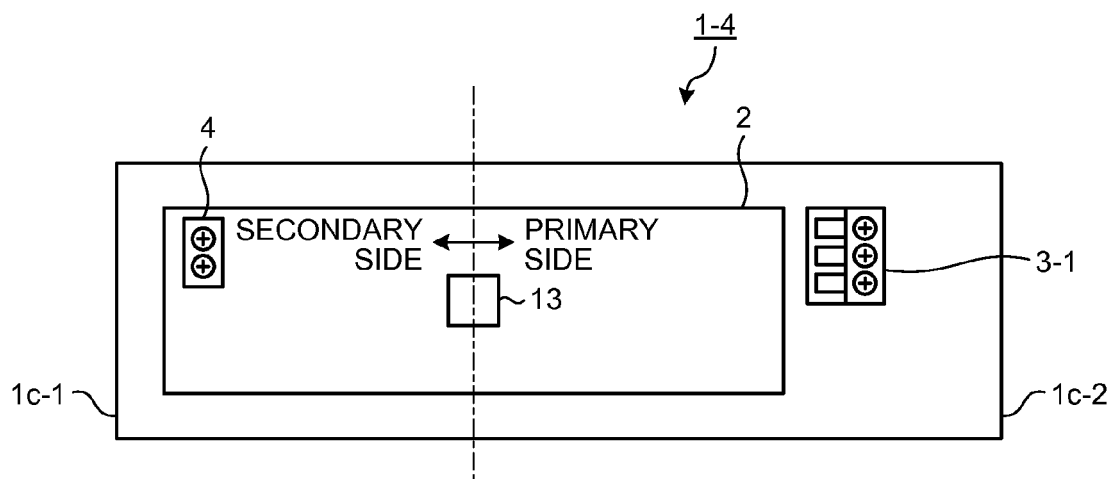 1-4
4
2
SECONDARY
SIDE
PRIMARY
SIDE
13
3-1
1c-1
1c-2